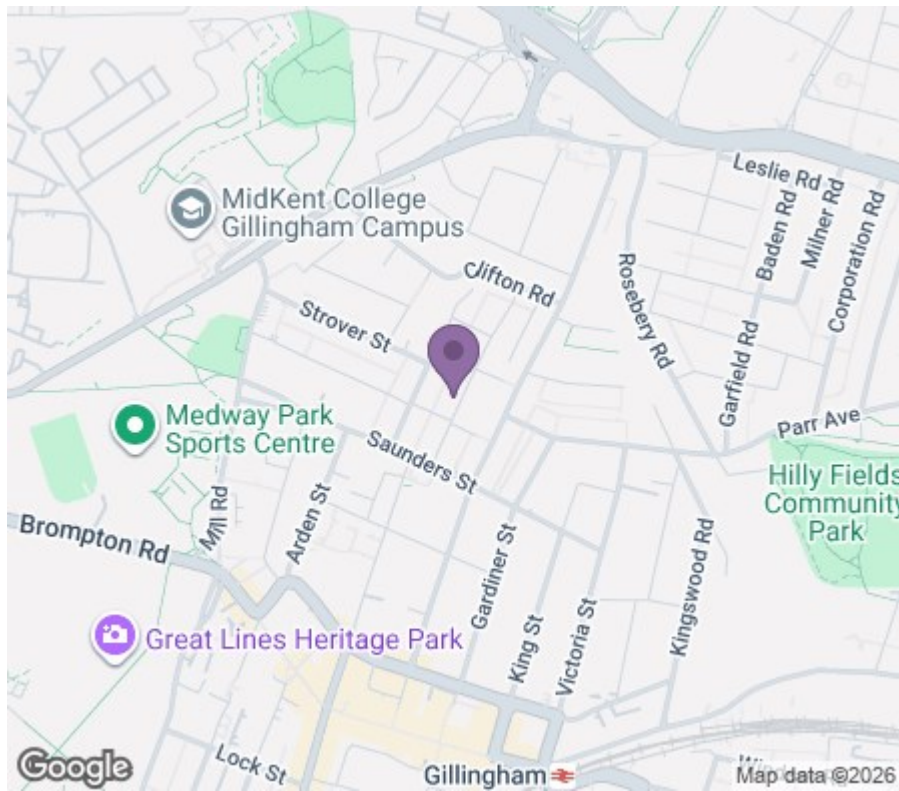 Leslie Rd
MidKent College
Gillingham Campus
Baden Rd
Milner Rd
Corporation Rd
Clifton Rd
Rosebery Rd
Strover St
Garfield Rd
Medway Park
Sports Centre
Parr Ave
Saunders St
Hilly Fields
Community
Park
Mill Rd
Arden St
Brompton Rd
Gardiner St
Kingswood Rd
Great Lines Heritage Park
King St
Victoria St
Lock St
Google
Gillingham
Map data ©2026